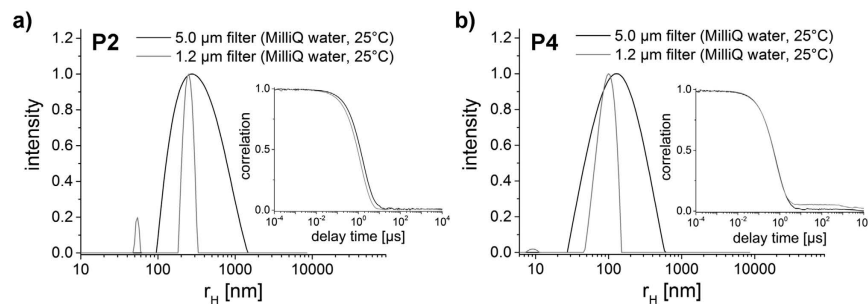 a)
P2
5.0 µm filter (MilliQ water, 25°C)
1.2 µm filter (MilliQ water, 25°C)
intensity
1.2
1.0
0.8
0.6
0.4
0.2
0.0
10
100
1000
10000
rH [nm]
correlation
1.0
0.5
0.0
10-4
10-2
100
102
104
delay time [µs]
b)
P4
5.0 µm filter (MilliQ water, 25°C)
1.2 µm filter (MilliQ water, 25°C)
intensity
1.2
1.0
0.8
0.6
0.4
0.2
0.0
10
100
1000
10000
rH [nm]
correlation
1.0
0.5
0.0
10-4
10-2
100
102
delay time [µs]